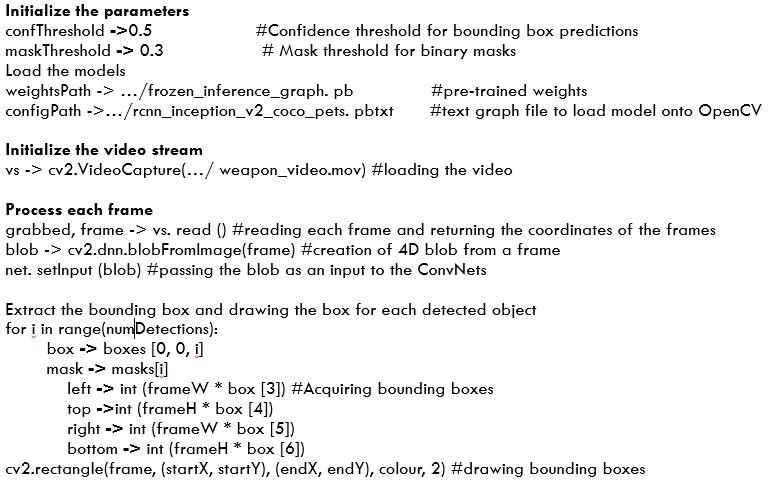 Initialize the parameters
confThreshold ->0.5 #Confidence threshold for bounding box predictions
maskThreshold -> 0.3 # Mask threshold for binary masks
Load the models
weightsPath -> .../frozen_inference_graph. pb #pre-trained weights
configPath ->.../rcnn_inception_v2_coco_pets. pbtxt #text graph file to load model onto OpenCV
Initialize the video stream
vs -> cv2.VideoCapture(.../ weapon_video.mov) #loading the video
Process each frame
grabbed, frame -> vs. read () #reading each frame and returning the coordinates of the frames
blob -> cv2.dnn.blobFromImage(frame) #creation of 4D blob from a frame
net. setInput (blob) #passing the blob as an input to the ConvNets
Extract the bounding box and drawing the box for each detected object
for i in range(numDetections):
box -> boxes [0, 0, i]
mask -> masks[i]
left -> int (frameW * box [3]) #Acquiring bounding boxes
top ->int (frameH * box [4])
right -> int (frameW * box [5])
bottom -> int (frameH * box [6])
cv2.rectangle(frame, (startX, startY), (endX, endY), colour, 2) #drawing bounding boxes